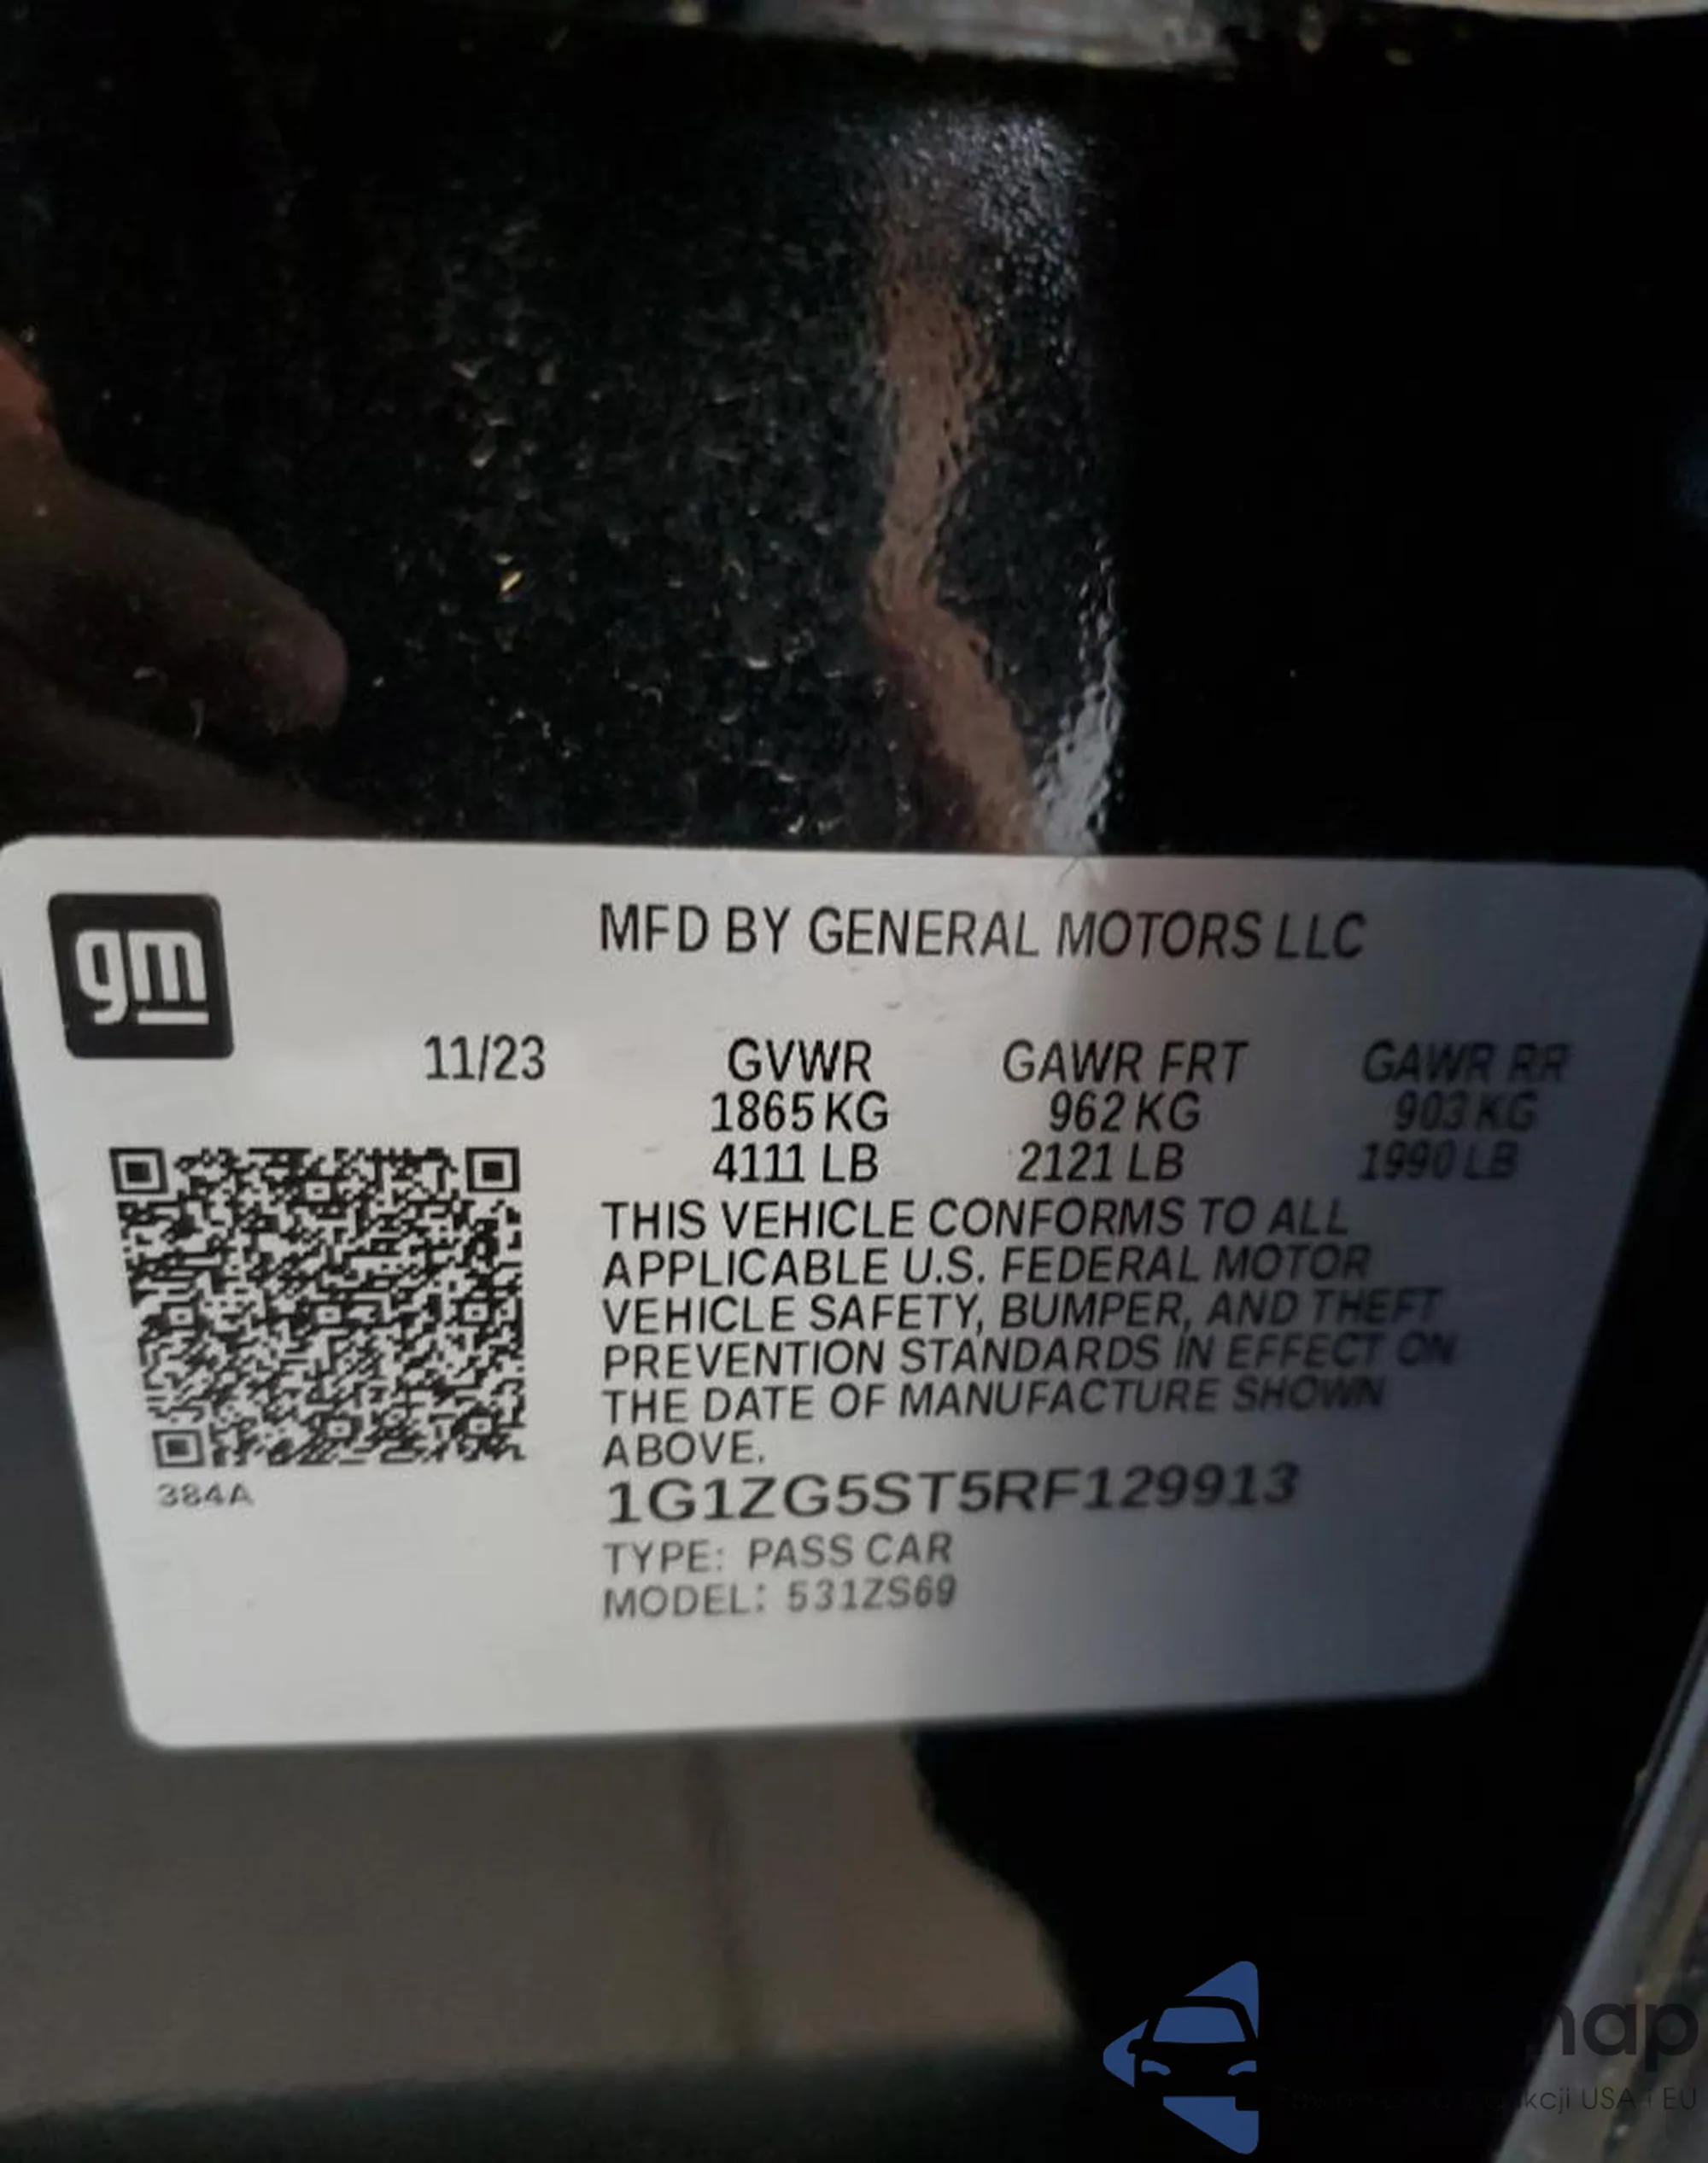 gm
MFD BY GENERAL MOTORS LLC
11/23 GVWR GAWR FRT GAWR RR
1865 KG 962 KG 903 KG
4111 LB 2121 LB 1990 LB
THIS VEHICLE CONFORMS TO ALL
APPLICABLE U.S. FEDERAL MOTOR
VEHICLE SAFETY, BUMPER, AND THEFT
PREVENTION STANDARDS IN EFFECT ON
THE DATE OF MANUFACTURE SHOWN
ABOVE.
384A
1G1ZG5ST5RF129913
TYPE: PASS CAR
MODEL: 531ZS69
USA i EU